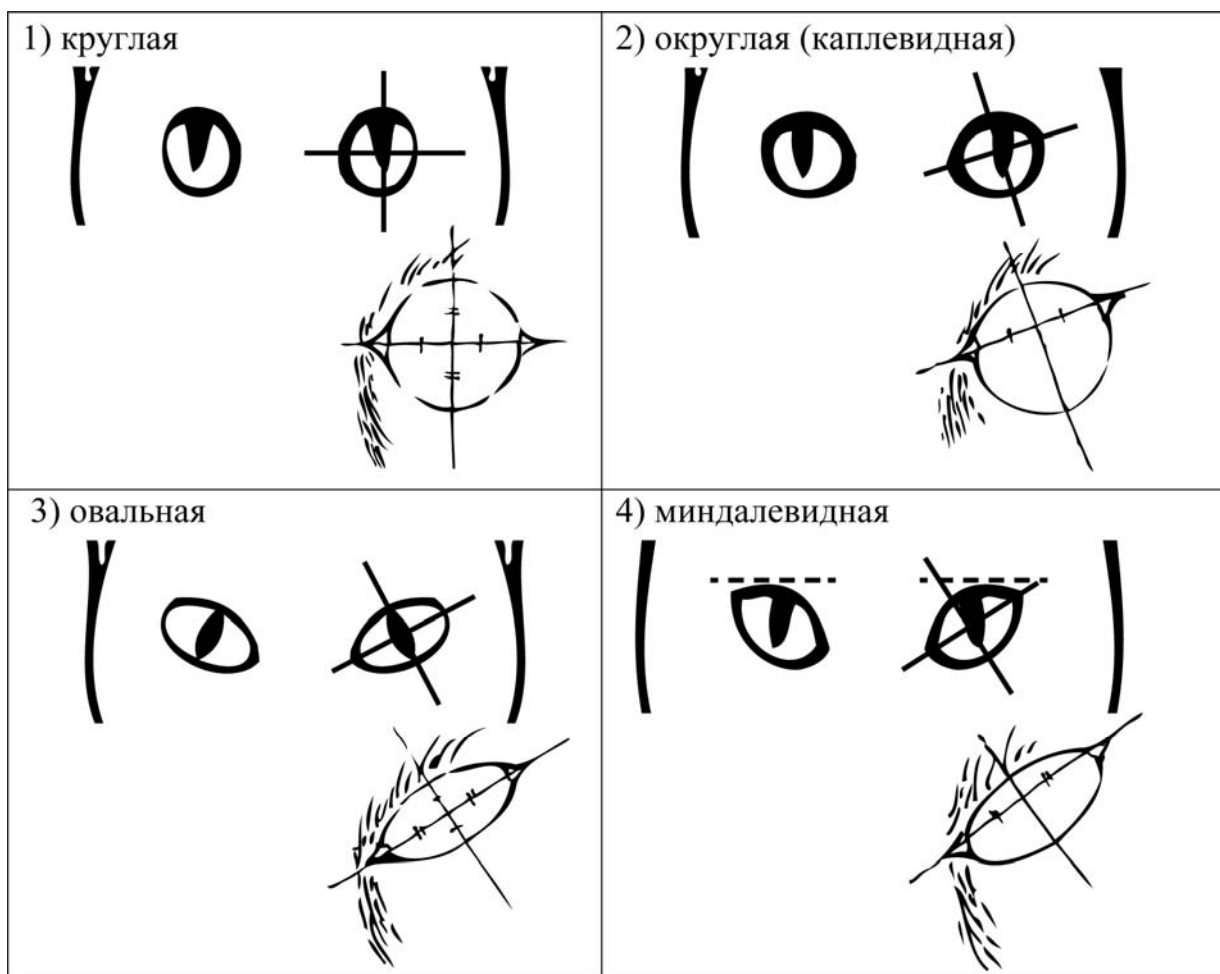 1) круглая
2) округлая (каплевидная)
3) овальная
4) миндалевидная